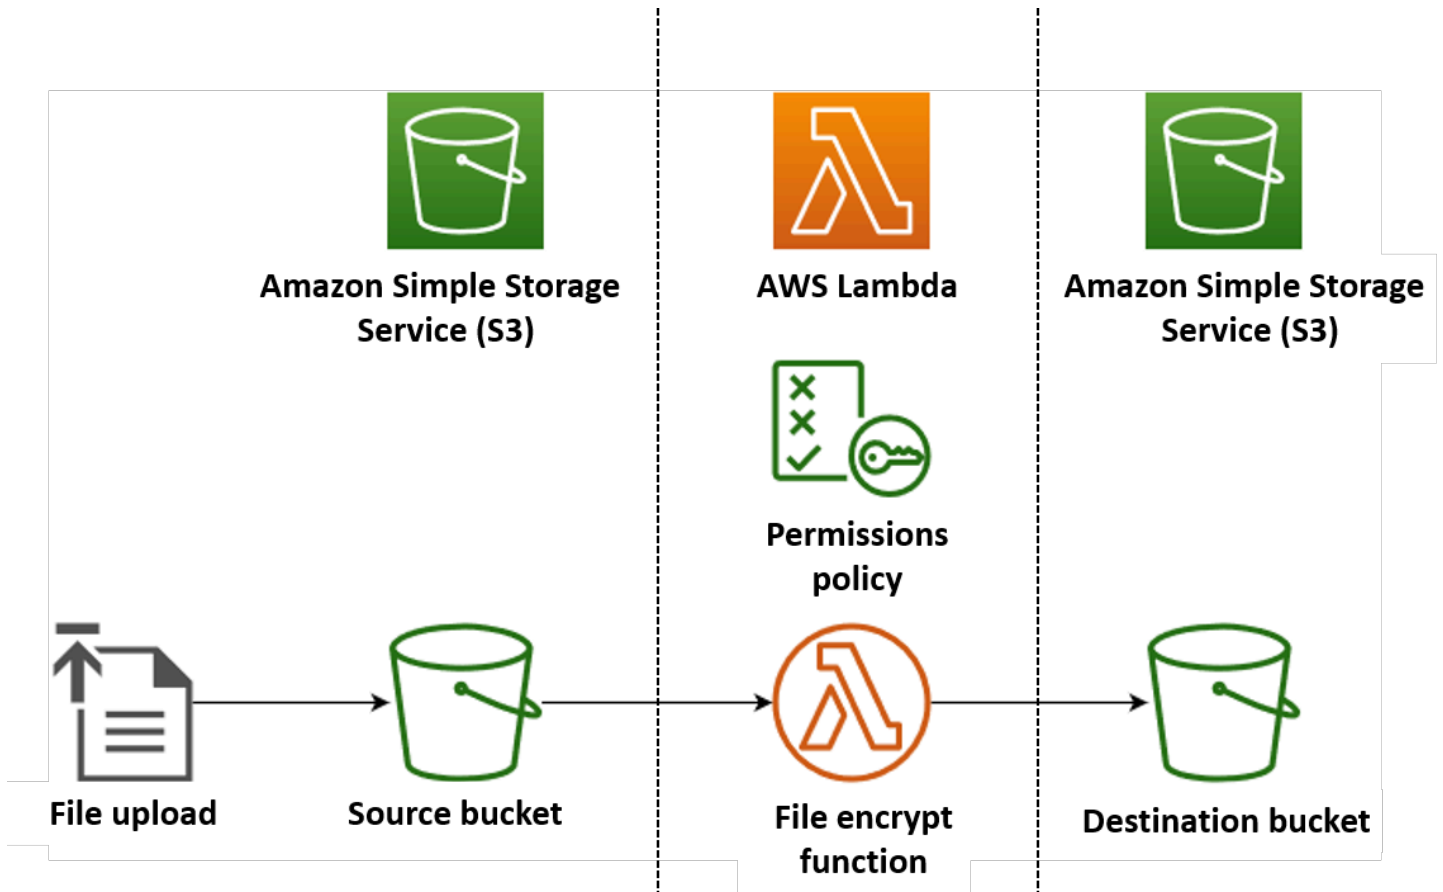 Amazon Simple Storage
Service (S3)
AWS Lambda
Amazon Simple Storage
Service (S3)
Permissions
policy
File upload
Source bucket
File encrypt
function
Destination bucket